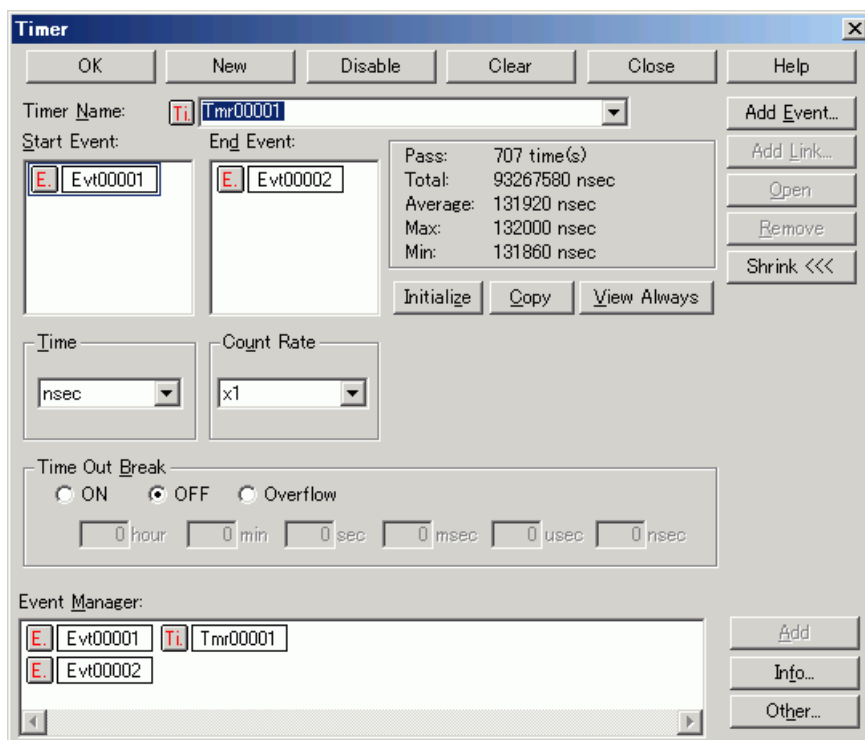 Timer
OK New Disable Clear Close Help
Timer Name: Ti. Tmr00001 Add Event...
Start Event: End Event: Add Link...
E. Evt00001 E. Evt00002 Open
Pass: 707 time(s)
Total: 93267580 nsec
Average: 131920 nsec
Max: 132000 nsec
Min: 131860 nsec
Remove
Shrink <<<
Initialize Copy View Always
Time Count Rate
nsec x1
Time Out Break
ON OFF Overflow
0 hour 0 min 0 sec 0 msec 0 usec 0 nsec
Event Manager:
E. Evt00001 Ti. Tmr00001 Add
E. Evt00002 Info...
Other...